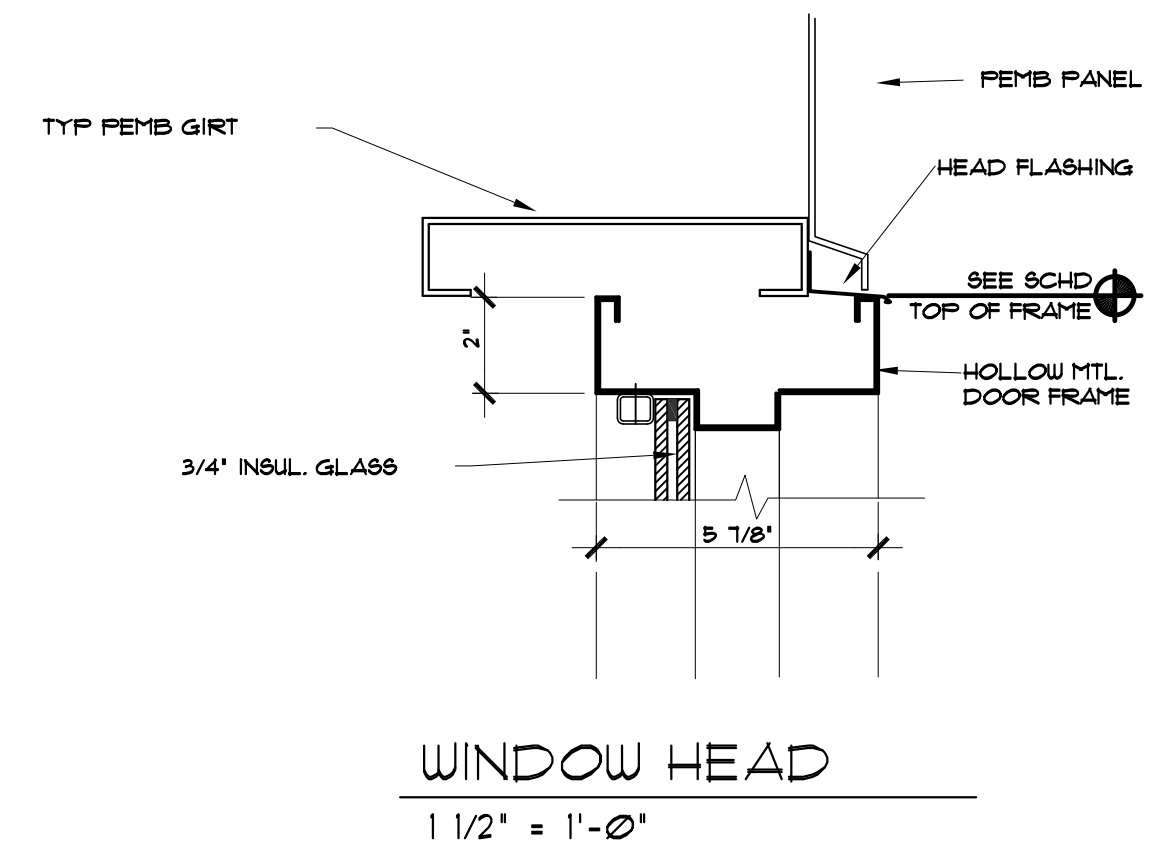 PEMB PANEL
TYP PEMB GIRT
HEAD FLASHING
SEE SCHD
TOP OF FRAME
2"
HOLLOW MTL.
DOOR FRAME
3/4" INSUL. GLASS
5 7/8"
WINDOW HEAD
1 1/2" = 1'-0"